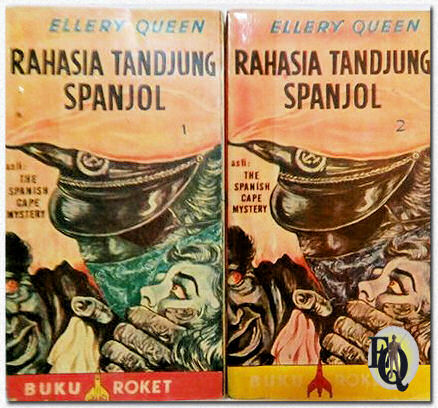 ELLERY QUEEN
RAHASIA TANDJUNG
SPANJOL
1
asli:
THE
SPANISH
CAPE
MYSTERY
BUKU ROKET
ELLERY QUEEN
RAHASIA TANDJUNG
SPANJOL
2
asli:
THE
SPANISH
CAPE
MYSTERY
BUKU ROKET
EQ